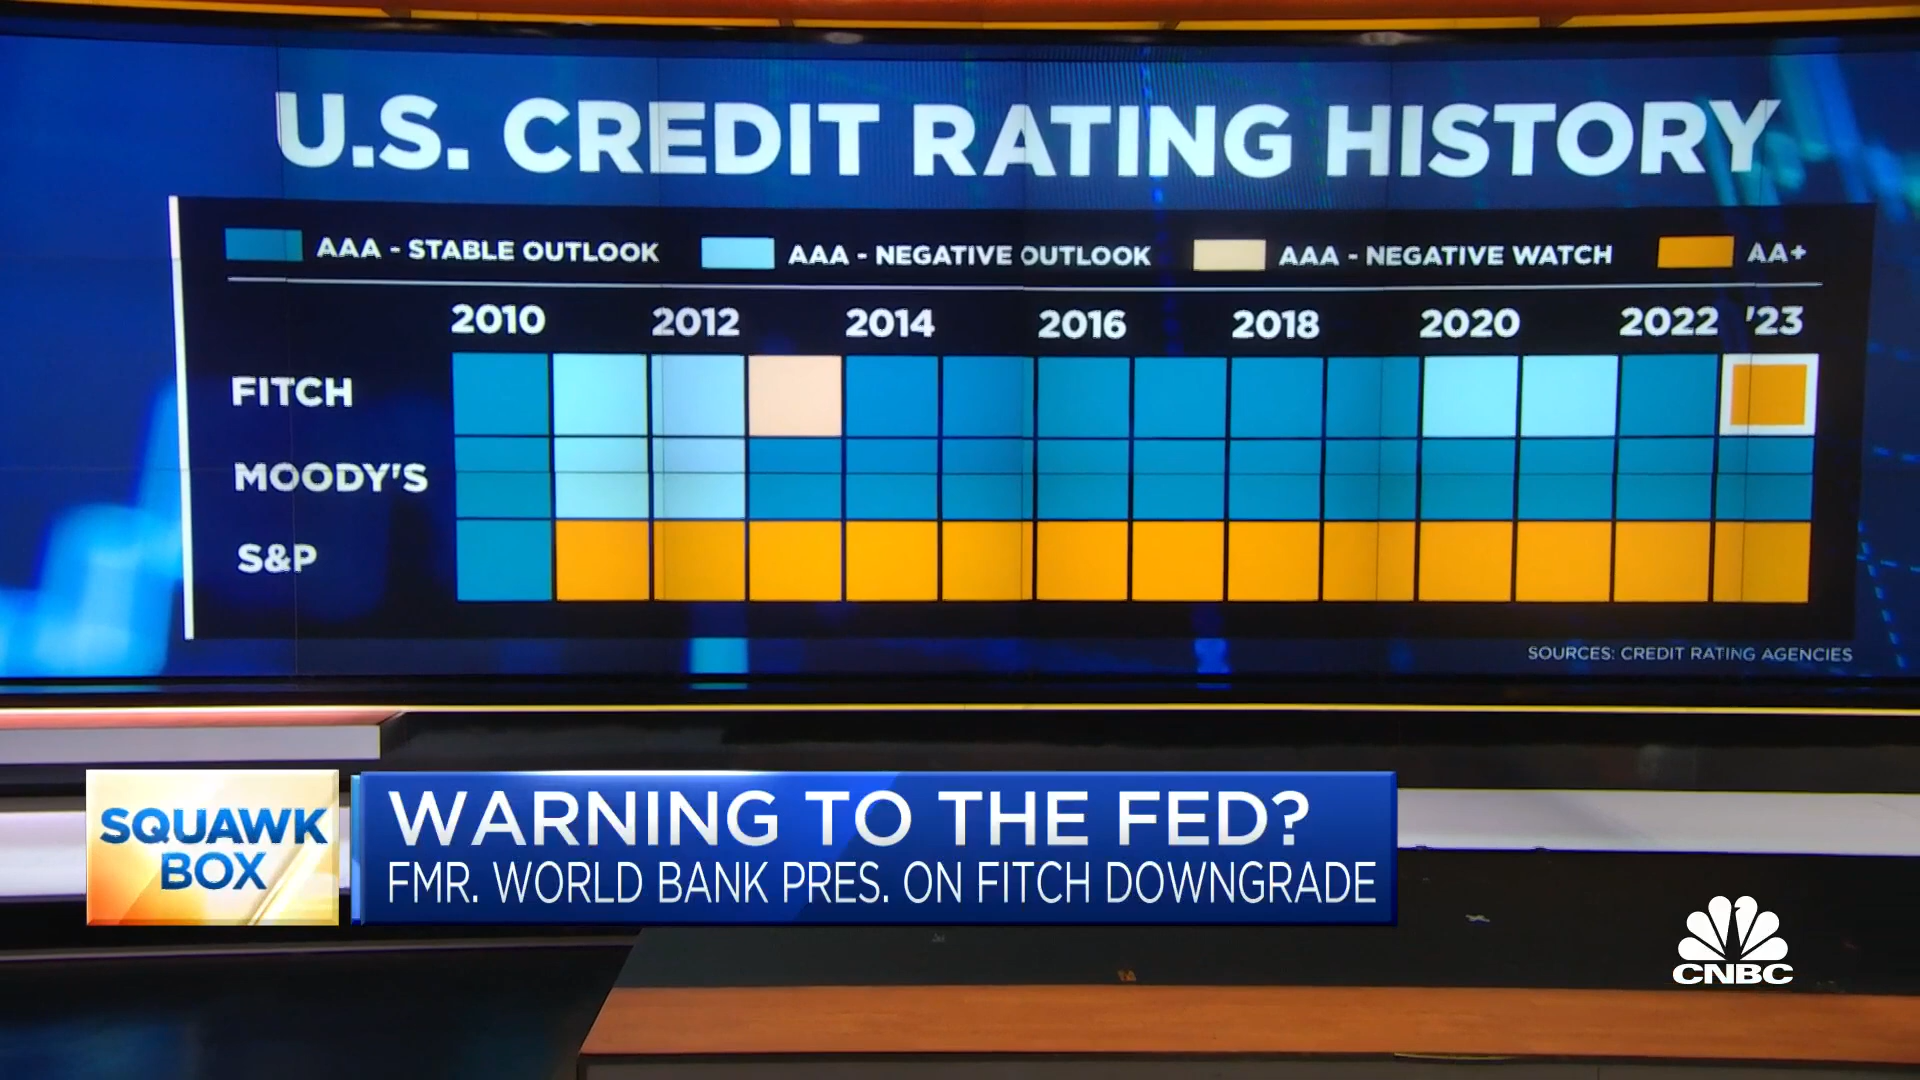 U.S. CREDIT RATING HISTORY
AAA - STABLE OUTLOOK AAA - NEGATIVE OUTLOOK AAA - NEGATIVE WATCH AA+
2010 2012 2014 2016 2018 2020 2022 '23
FITCH
MOODY'S
S&P
SOURCES: CREDIT RATING AGENCIES
SQUAWK
BOX
WARNING TO THE FED?
FMR. WORLD BANK PRES. ON FITCH DOWNGRADE
CNBC